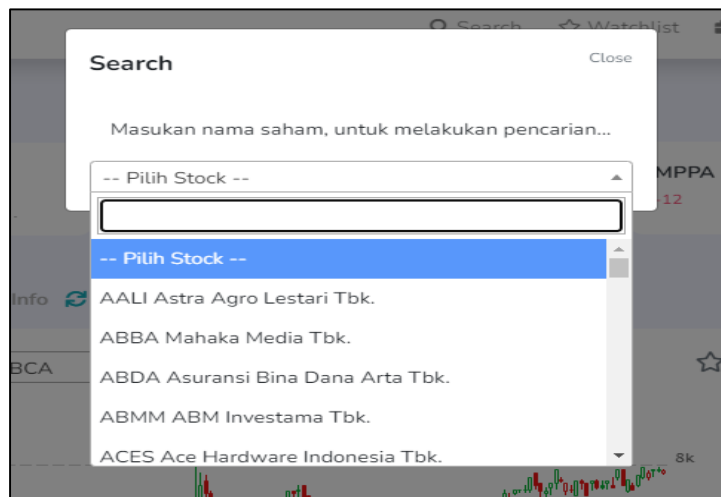 Search Watchlist
Search
Close
Masukan nama saham, untuk melakukan pencarian...
-- Pilih Stock --
MPPA
-12
-- Pilih Stock --
Info
AALI Astra Agro Lestari Tbk.
ABBA Mahaka Media Tbk.
BCA
ABDA Asuransi Bina Dana Arta Tbk.
ABMM ABM Investama Tbk.
ACES Ace Hardware Indonesia Tbk.
8k